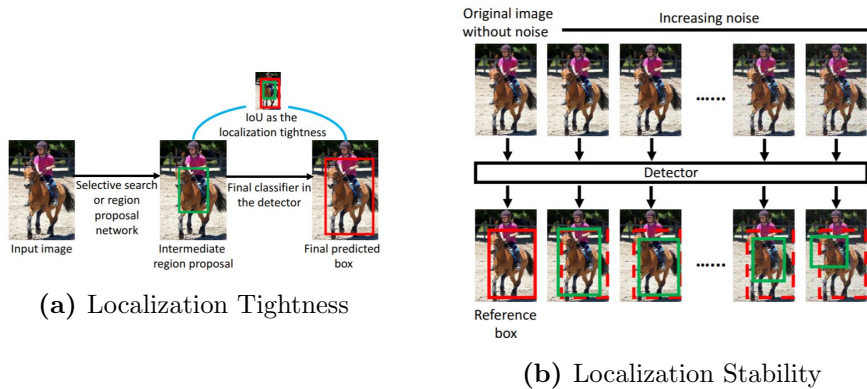 IoU as the
localization tightness
Selective search
or region
proposal
network
Final classifier in
the detector
Input image
Intermediate
region proposal
Final predicted
box
(a) Localization Tightness
Original image
without noise
Increasing noise
......
Detector
......
Reference
box
(b) Localization Stability